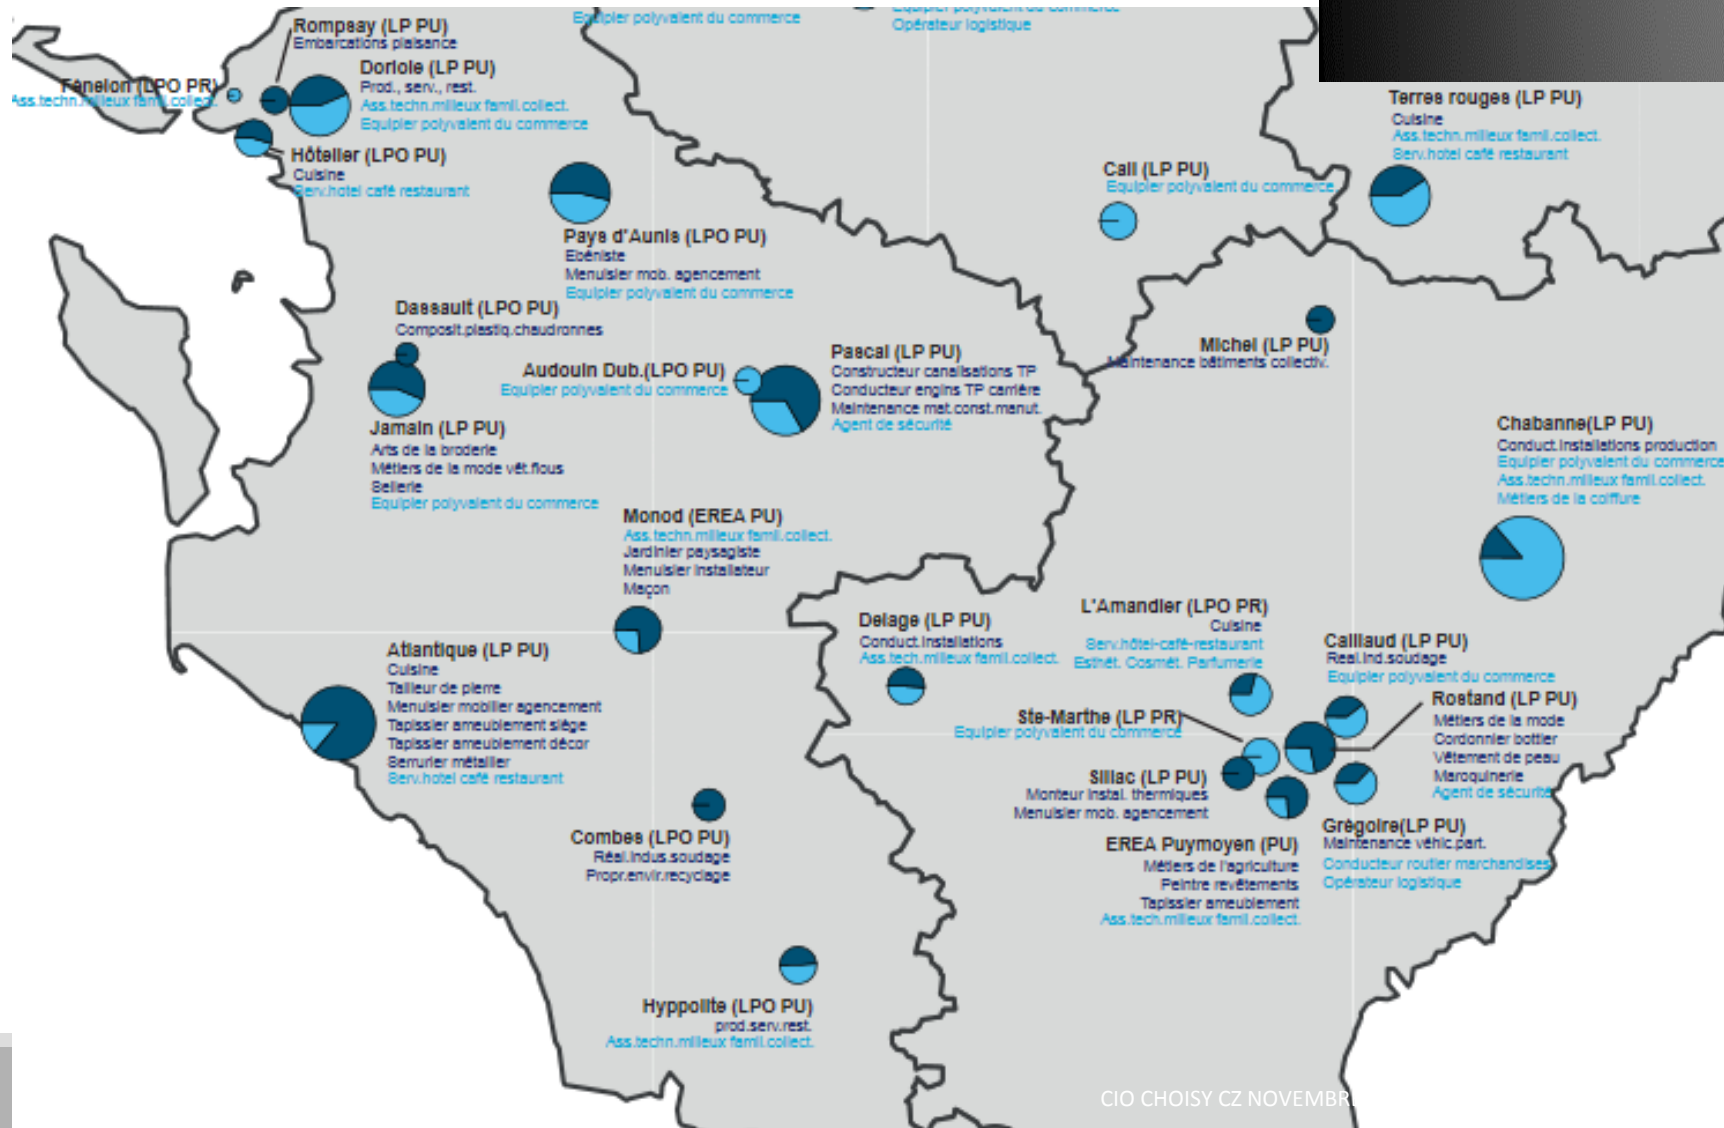 Equipler polyvalent du commerce
Equipler polyvalent du commerce
Opérateur logistique
Rompsay (LP PU)
Embarcations plaisance
Fénelon (LPO PR)
Ass.techn.milieux famil.collect.
Doriole (LP PU)
Prod., serv., rest.
Ass.techn.milieux famil.collect.
Equipier polyvalent du commerce
Hôtelier (LPO PU)
Cuisine
Serv.hotel café restaurant
Pays d'Aunis (LPO PU)
Ebéniste
Menuisier mob. agencement
Equipier polyvalent du commerce
Call (LP PU)
Equipier polyvalent du commerce
Terres rouges (LP PU)
Cuisine
Ass.techn.milieux famil.collect.
Serv.hotel café restaurant
Dassault (LPO PU)
Composit.plastiq.chaudronnes
Audouin Dub.(LPO PU)
Equipier polyvalent du commerce
Pascal (LP PU)
Constructeur canalisations TP
Conducteur engins TP carrière
Maintenance mat.const.manut.
Agent de sécurité
Michel (LP PU)
Maintenance bâtiments collectiv.
Jamain (LP PU)
Arts de la broderie
Métiers de la mode vêt.flous
Sellerie
Equipier polyvalent du commerce
Chabanne(LP PU)
Conduct.installations production
Equipier polyvalent du commerce
Ass.techn.milieux famil.collect.
Métiers de la coiffure
Monod (EREA PU)
Ass.techn.milieux famil.collect.
Jardinier paysagiste
Menuisier installateur
Maçon
Delage (LP PU)
Conduct.installations
Ass.tech.milieux famil.collect.
L'Amandier (LPO PR)
Cuisine
Serv.hôtel-café-restaurant
Esthét. Cosmét. Parfumerie
Caillaud (LP PU)
Real.ind.soudage
Equipier polyvalent du commerce
Atlantique (LP PU)
Cuisine
Tailleur de pierre
Menuisier mobilier agencement
Tapissier ameublement siège
Tapissier ameublement décor
Serrurier métallier
Serv.hotel café restaurant
Ste-Marthe (LP PR)
Equipier polyvalent du commerce
Rostand (LP PU)
Métiers de la mode
Cordonnier bottier
Vêtement de peau
Maroquinerie
Agent de sécurité
Sillac (LP PU)
Monteur instal. thermiques
Menuisier mob. agencement
Combes (LPO PU)
Réal.indus.soudage
Propr.envir.recyclage
EREA Puymoyen (PU)
Métiers de l'agriculture
Peintre revêtements
Tapissier ameublement
Ass.tech.milieux famil.collect.
Grégoire(LP PU)
Maintenance véhic.part.
Conducteur routier marchandises
Opérateur logistique
Hyppolite (LPO PU)
prod.serv.rest.
Ass.techn.milieux famil.collect.
CIO CHOISY CZ NOVEMBR